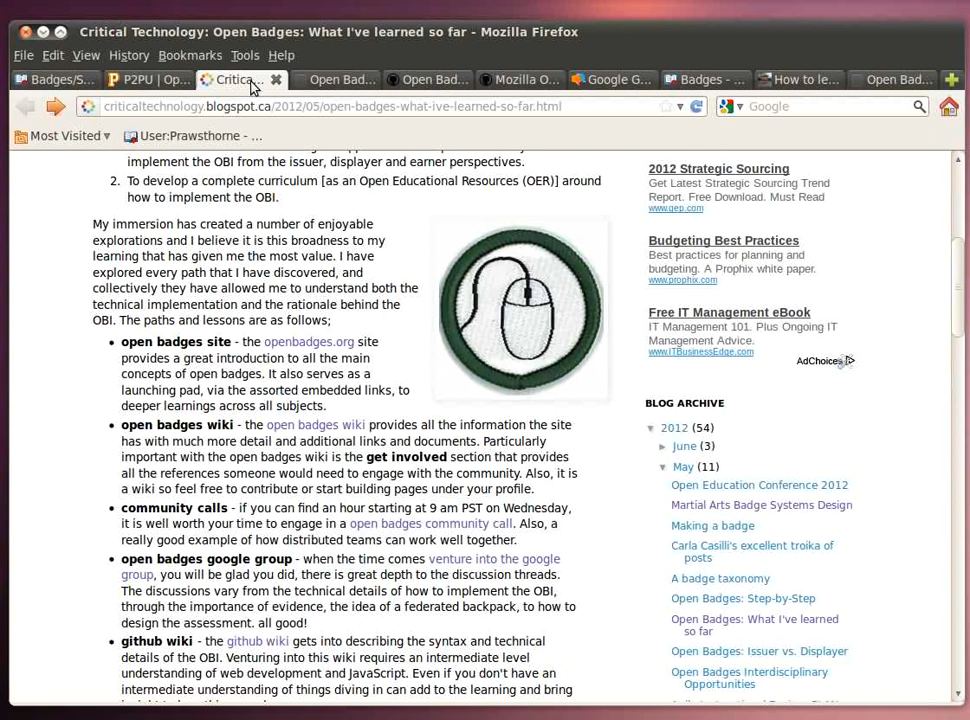 Critical Technology: Open Badges: What I've learned so far - Mozilla Firefox
File Edit View History Bookmarks Tools Help
Badges/S... P2PU | Op... Critica... Open Bad... Open Bad... Mozilla O... Google G... Badges - ... How to le... Open Bad...
criticaltechnology.blogspot.ca/2012/05/open-badges-what-ive-learned-so-far.html
Google
Most Visited User:Prawsthorne - ...
implement the OBI from the issuer, displayer and earner perspectives.
2. To develop a complete curriculum [as an Open Educational Resources (OER)] around
how to implement the OBI.
My immersion has created a number of enjoyable
explorations and I believe it is this broadness to my
learning that has given me the most value. I have
explored every path that I have discovered, and
collectively they have allowed me to understand both the
technical implementation and the rationale behind the
OBI. The paths and lessons are as follows;
• open badges site - the openbadges.org site
provides a great introduction to all the main
concepts of open badges. It also serves as a
launching pad, via the assorted embedded links, to
deeper learnings across all subjects.
• open badges wiki - the open badges wiki provides all the information the site
has with much more detail and additional links and documents. Particularly
important with the open badges wiki is the get involved section that provides
all the references someone would need to engage with the community. Also, it is
a wiki so feel free to contribute or start building pages under your profile.
• community calls - if you can find an hour starting at 9 am PST on Wednesday,
it is well worth your time to engage in a open badges community call. Also, a
really good example of how distributed teams can work well together.
• open badges google group - when the time comes venture into the google
group, you will be glad you did, there is great depth to the discussion threads.
The discussions vary from the technical details of how to implement the OBI,
through the importance of evidence, the idea of a federated backpack, to how to
design the assessment. all good!
• github wiki - the github wiki gets into describing the syntax and technical
details of the OBI. Venturing into this wiki requires an intermediate level
understanding of web development and JavaScript. Even if you don't have an
intermediate understanding of things diving in can add to the learning and bring
2012 Strategic Sourcing
Get Latest Strategic Sourcing Trend
Report. Free Download. Must Read
www.gep.com
Budgeting Best Practices
Best practices for planning and
budgeting. A Prophix white paper.
www.prophix.com
Free IT Management eBook
IT Management 101. Plus Ongoing IT
Management Advice.
www.ITBusinessEdge.com
AdChoices
BLOG ARCHIVE
▼ 2012 (54)
► June (3)
▼ May (11)
Open Education Conference 2012
Martial Arts Badge Systems Design
Making a badge
Carla Casilli's excellent troika of
posts
A badge taxonomy
Open Badges: Step-by-Step
Open Badges: What I've learned
so far
Open Badges: Issuer vs. Displayer
Open Badges Interdisciplinary
Opportunities